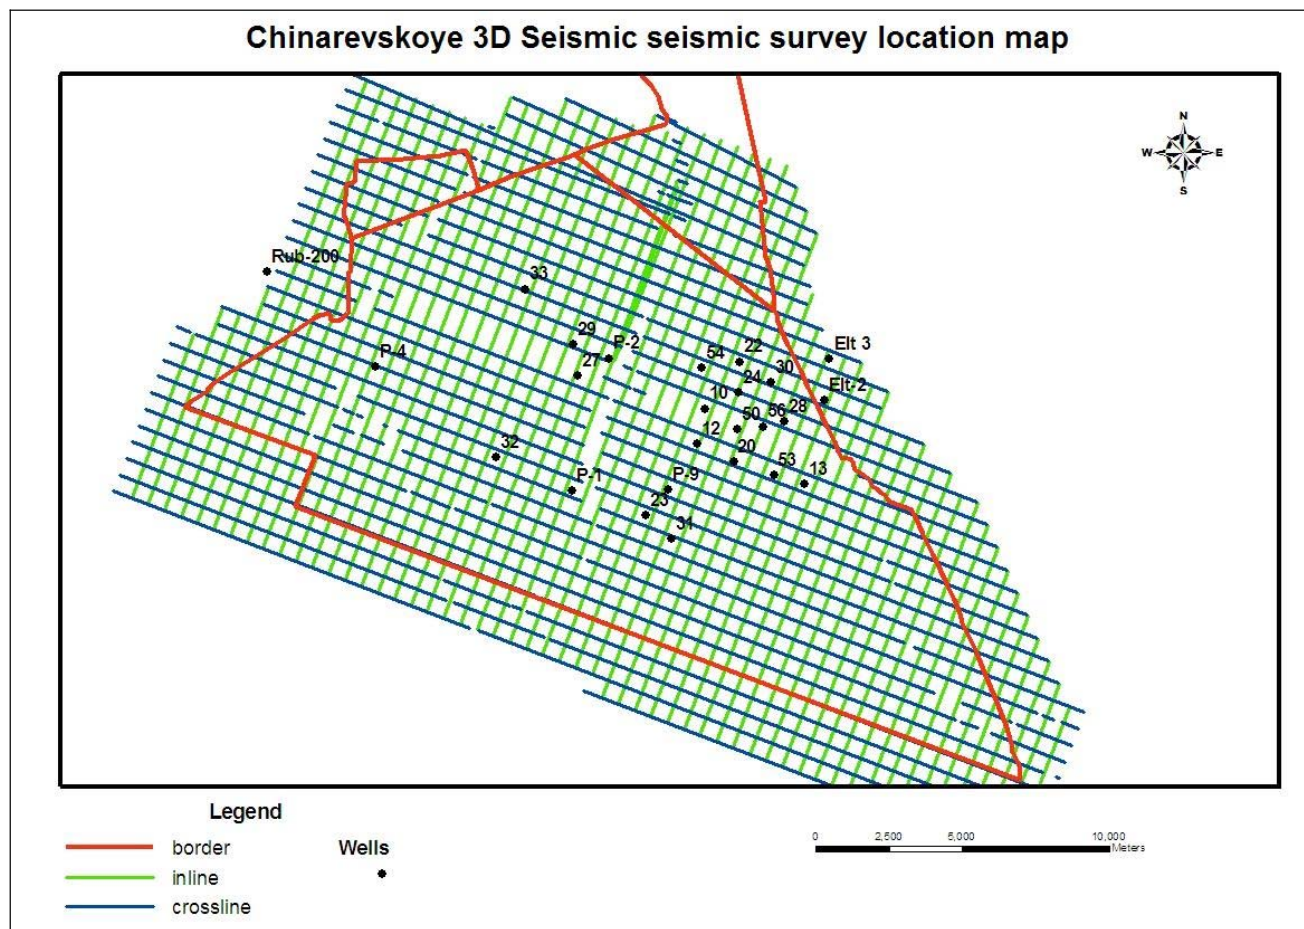 Chinarevskoye 3D Seismic seismic survey location map
N
W E
S
Rub-200
33
29
P-2
27
P-4
54
22
Elt 3
30
24
Elt-2
10
50
56
28
12
20
32
53
13
P-1
P-9
23
31
Legend
border
inline
crossline
Wells
0 2,500 5,000 10,000
Meters